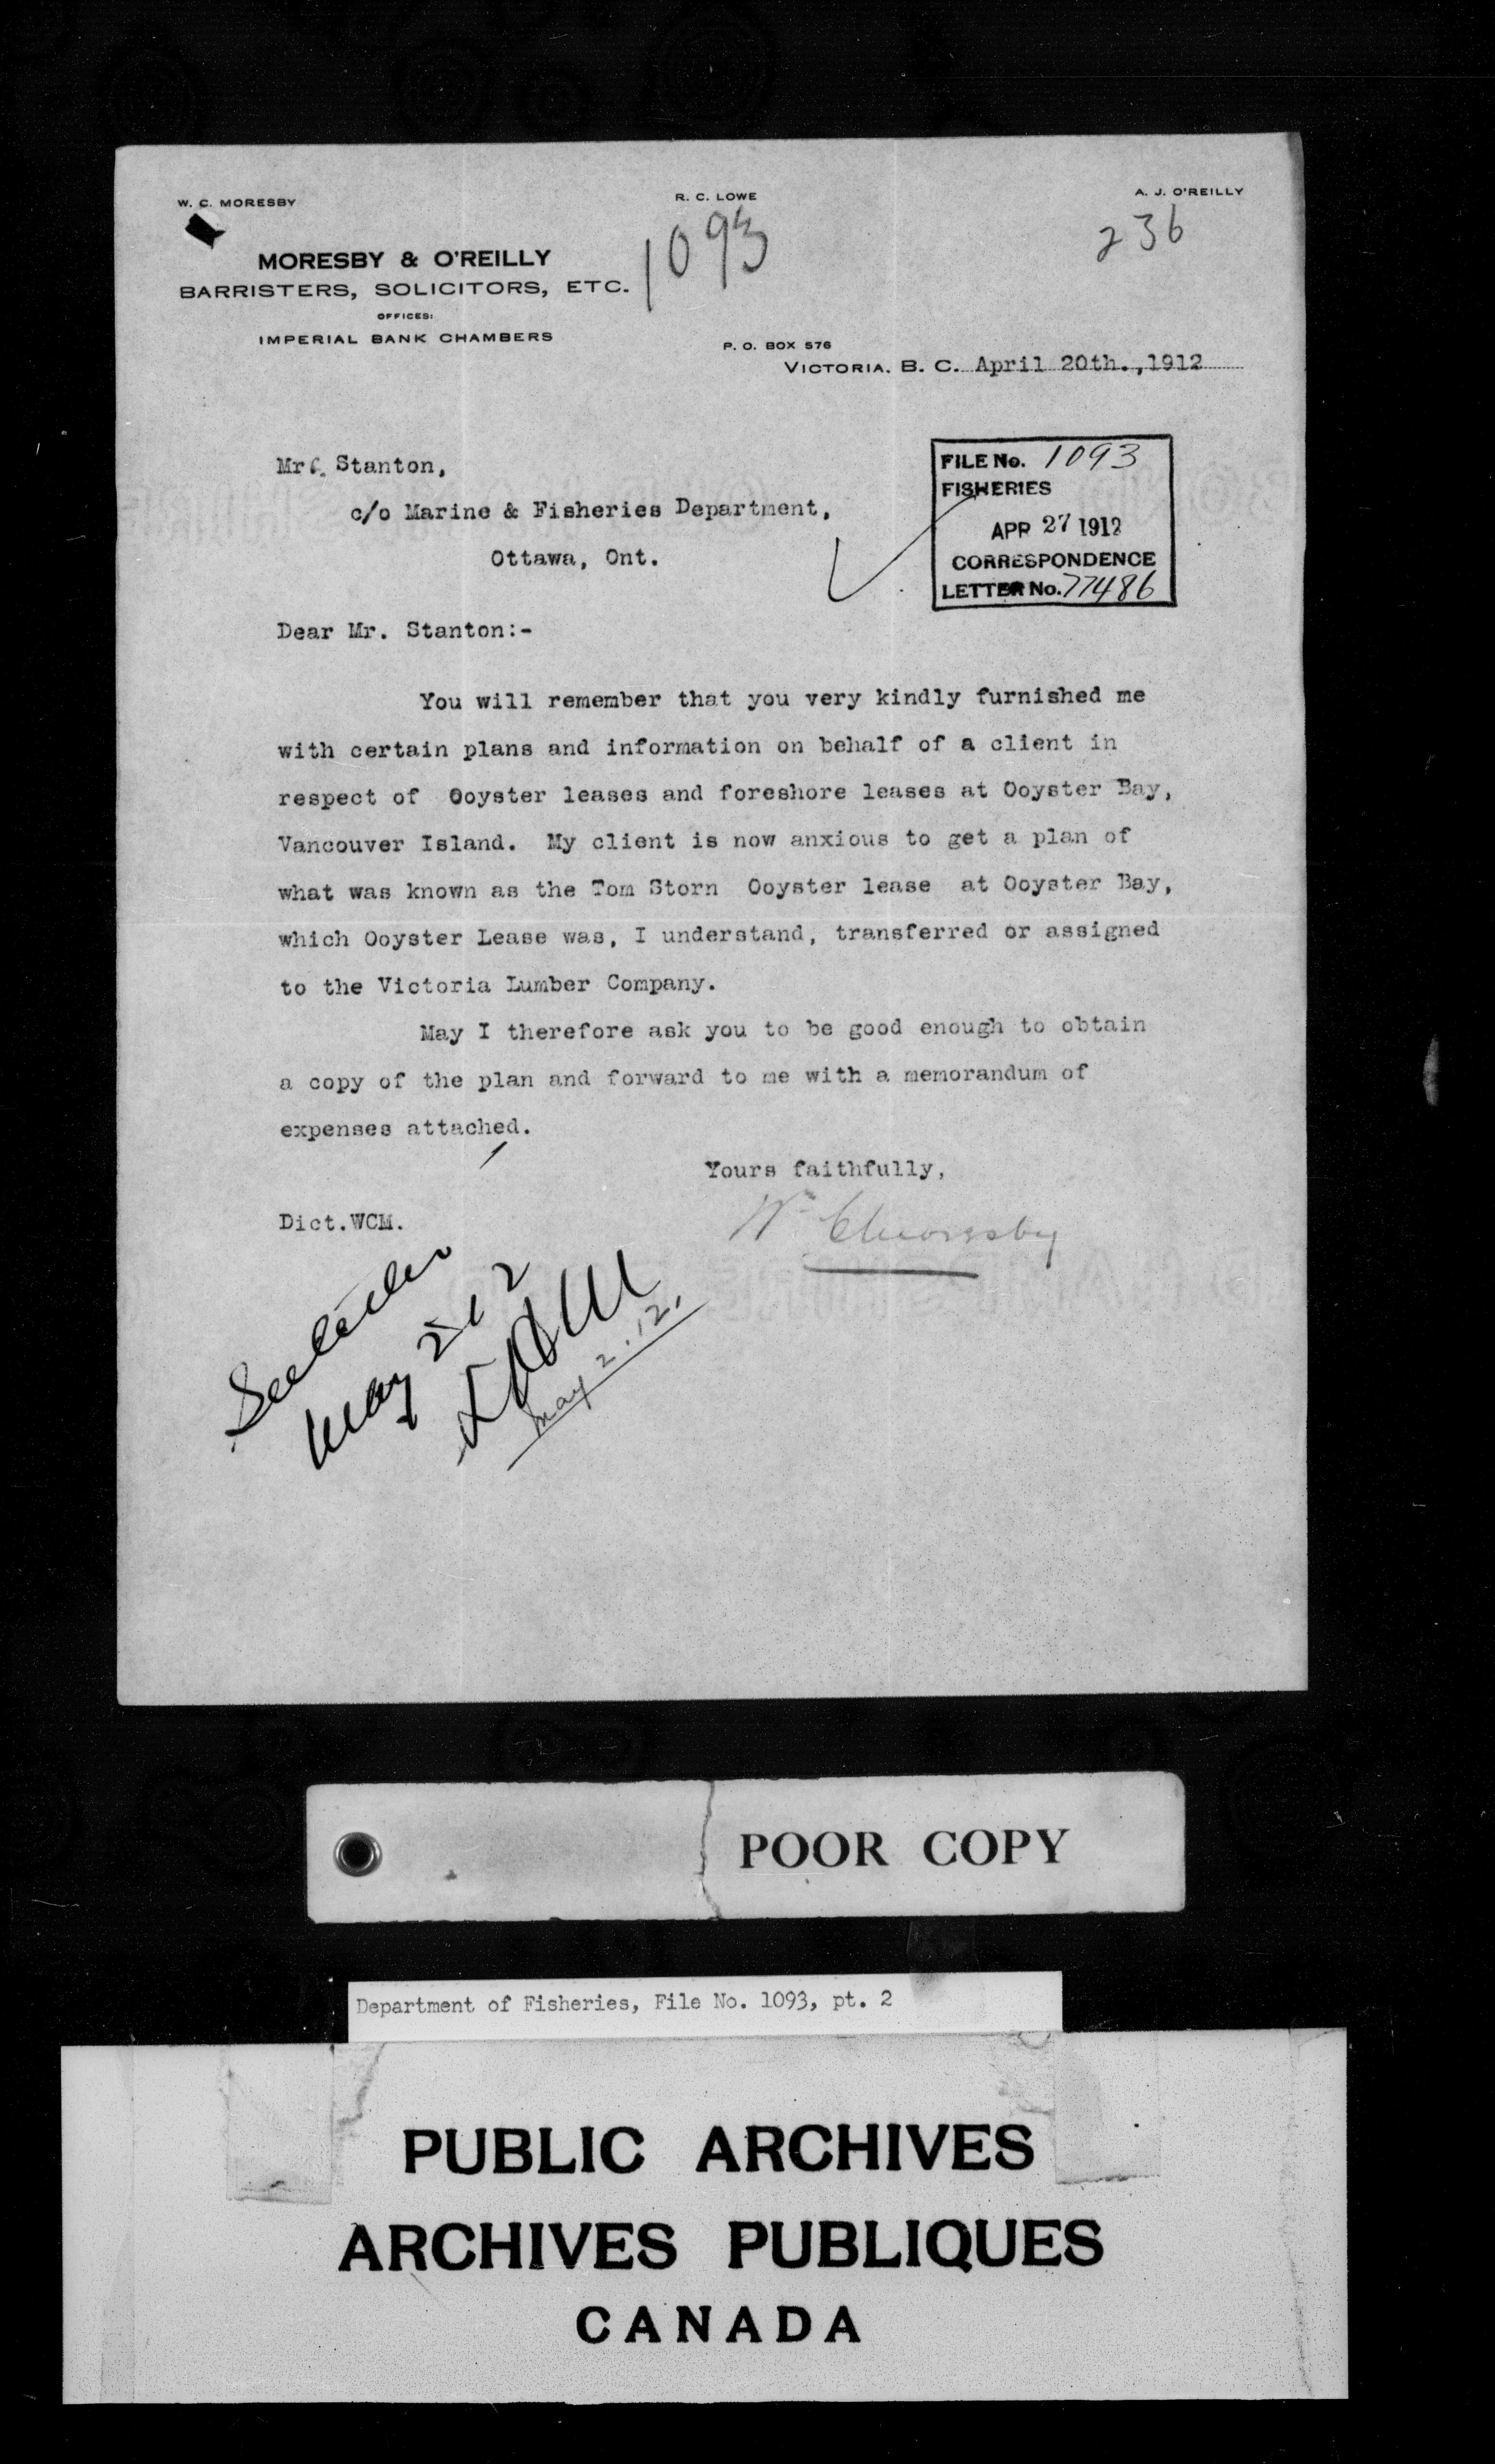 W. C. MORESBY
R. C. LOWE
A. J. O'REILLY
1093
236
MORESBY & O'REILLY
BARRISTERS, SOLICITORS, ETC.
OFFICES:
IMPERIAL BANK CHAMBERS
P. O. BOX 576
VICTORIA. B. C. April 20th.,1912
FILE No. 1093
FISHERIES
APR 27 1912
CORRESPONDENCE
LETTER No. 77486
Mr. Stanton,
c/o Marine & Fisheries Department,
Ottawa, Ont.
Dear Mr. Stanton:-
You will remember that you very kindly furnished me
with certain plans and information on behalf of a client in
respect of Ooyster leases and foreshore leases at Ooyster Bay,
Vancouver Island. My client is now anxious to get a plan of
what was known as the Tom Storn Ooyster lease at Ooyster Bay,
which Ooyster Lease was, I understand, transferred or assigned
to the Victoria Lumber Company.
May I therefore ask you to be good enough to obtain
a copy of the plan and forward to me with a memorandum of
expenses attached.
Yours faithfully,
Wm C Moresby
Dict.WCM.
See
May 2 12
May 2. 12.
POOR COPY
Department of Fisheries, File No. 1093, pt. 2
PUBLIC ARCHIVES
ARCHIVES PUBLIQUES
CANADA